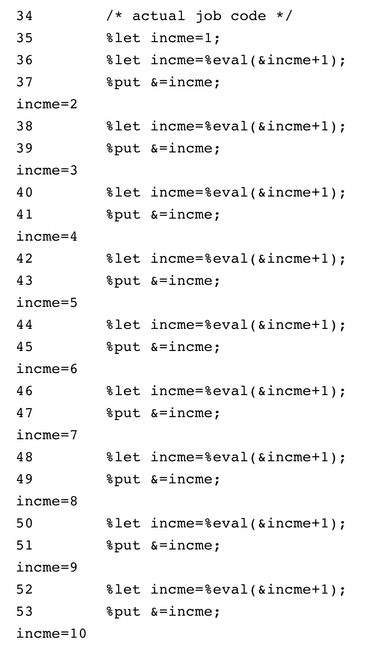 34 /* actual job code */
35 %let incme=1;
36 %let incme=%eval(&incme+1);
37 %put &=incme;
incme=2
38 %let incme=%eval(&incme+1);
39 %put &=incme;
incme=3
40 %let incme=%eval(&incme+1);
41 %put &=incme;
incme=4
42 %let incme=%eval(&incme+1);
43 %put &=incme;
incme=5
44 %let incme=%eval(&incme+1);
45 %put &=incme;
incme=6
46 %let incme=%eval(&incme+1);
47 %put &=incme;
incme=7
48 %let incme=%eval(&incme+1);
49 %put &=incme;
incme=8
50 %let incme=%eval(&incme+1);
51 %put &=incme;
incme=9
52 %let incme=%eval(&incme+1);
53 %put &=incme;
incme=10